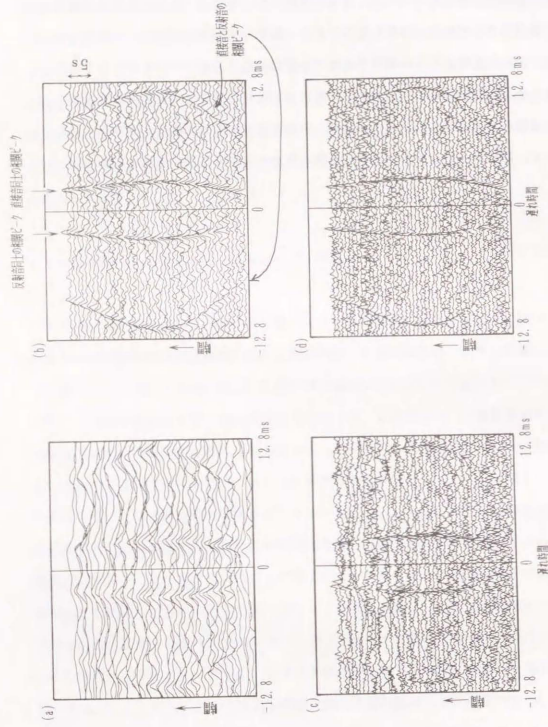 (a)
時間
-12.8
0
12.8ms
(b)
反射音同士の相関ピーク 直接音同士の相関ピーク
5s
直接音と反射音の
相関ピーク
時間
-12.8
0
12.8ms
(c)
時間
-12.8
0
12.8ms
遅れ時間
(d)
時間
-12.8
0
12.8ms
遅れ時間